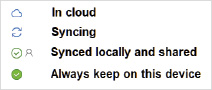 In cloud
Syncing
Synced locally and shared
Always keep on this device